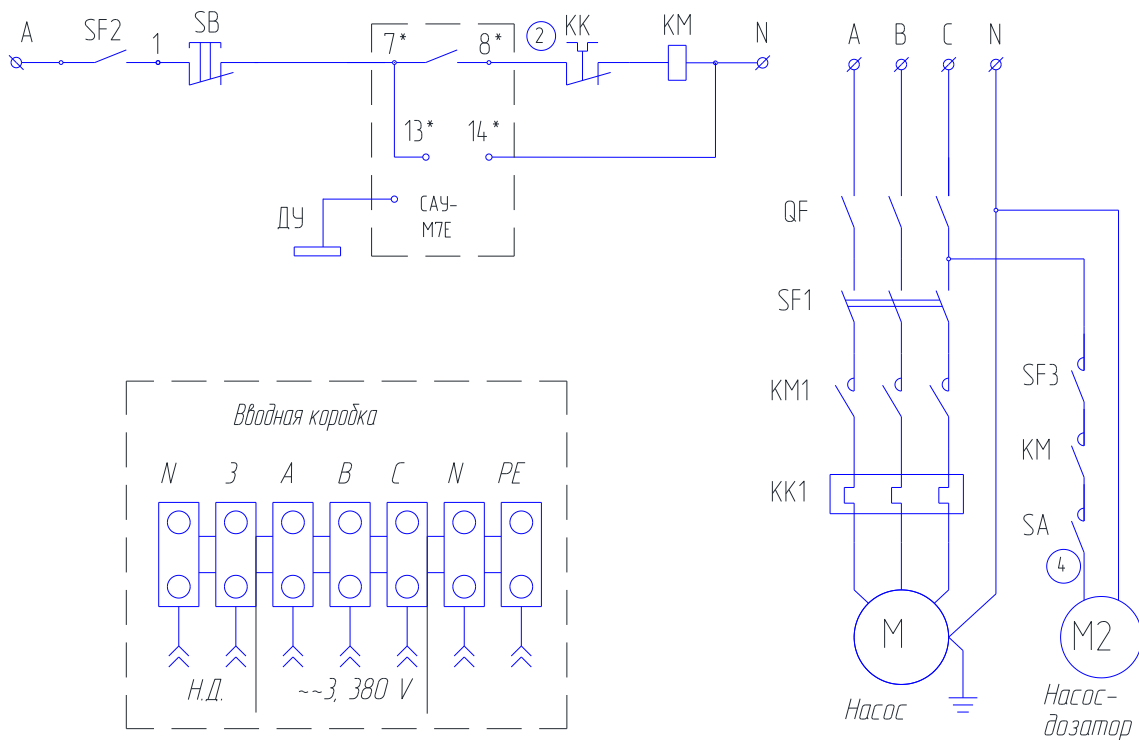 A SF2 1 SB 7* 8* 2 KK KM N
13* 14*
ДУ
САУ-
М7Е
A B C N
QF
SF1
KM1
KK1
SF3
KM
SA
4
M
M2
Насос
Насос-
дозатор
Вводная коробка
N 3 A B C N PE
Н.Д. ~~3, 380 V